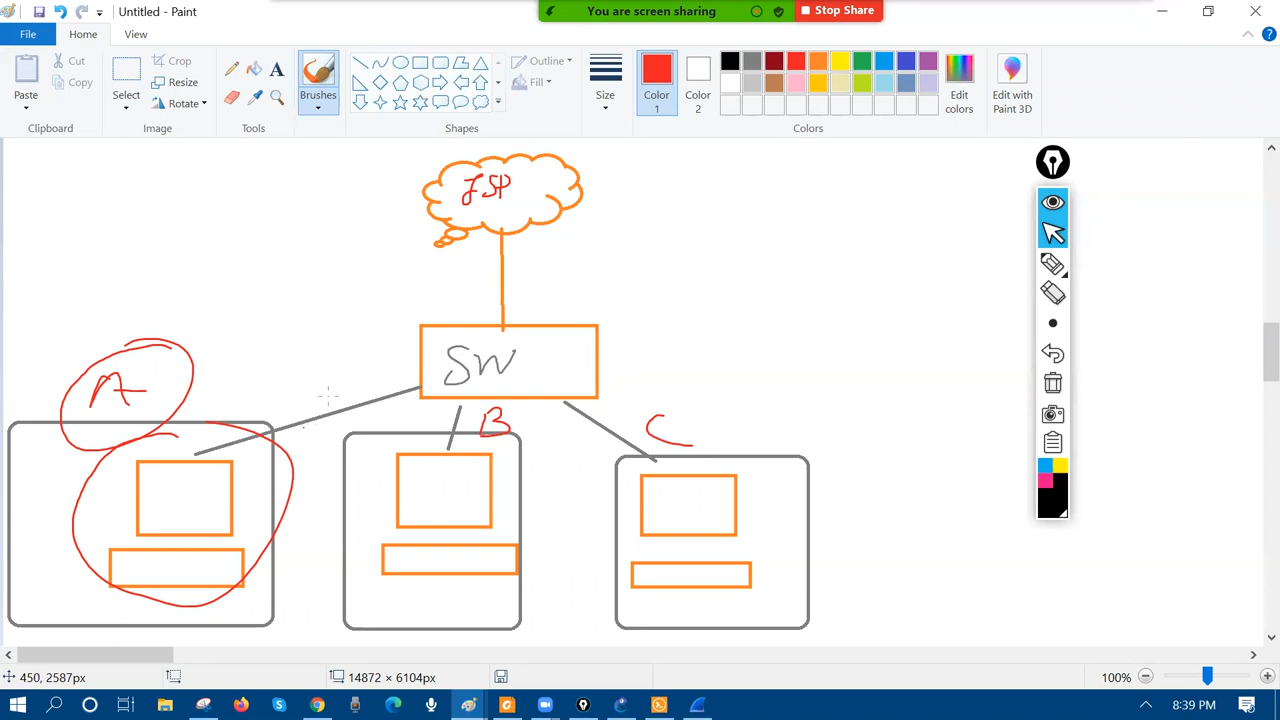 Untitled - Paint
You are screen sharing
Stop Share
File
Home
View
Paste
Cut
Copy
Clipboard
Select
Crop
Resize
Rotate
Image
Tools
Brushes
Outline
Fill
Shapes
Size
Color 1
Color 2
Edit colors
Colors
Edit with Paint 3D
ISP
SW
A
B
C
450, 2587px
14872 × 6104px
100%
8:39 PM